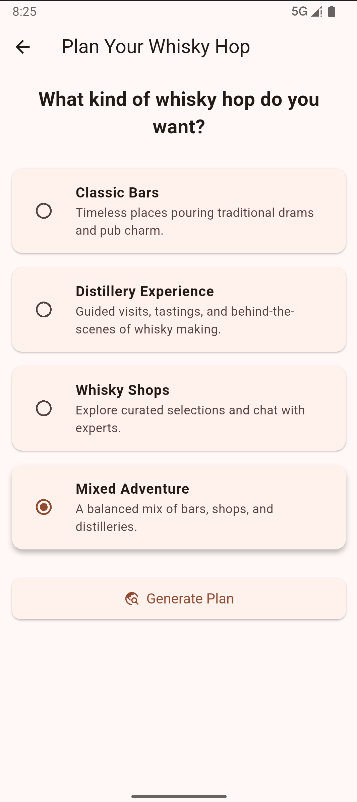 8:25
5G
Plan Your Whisky Hop
What kind of whisky hop do you
want?
Classic Bars
Timeless places pouring traditional drams
and pub charm.
Distillery Experience
Guided visits, tastings, and behind-the-
scenes of whisky making.
Whisky Shops
Explore curated selections and chat with
experts.
Mixed Adventure
A balanced mix of bars, shops, and
distilleries.
Generate Plan